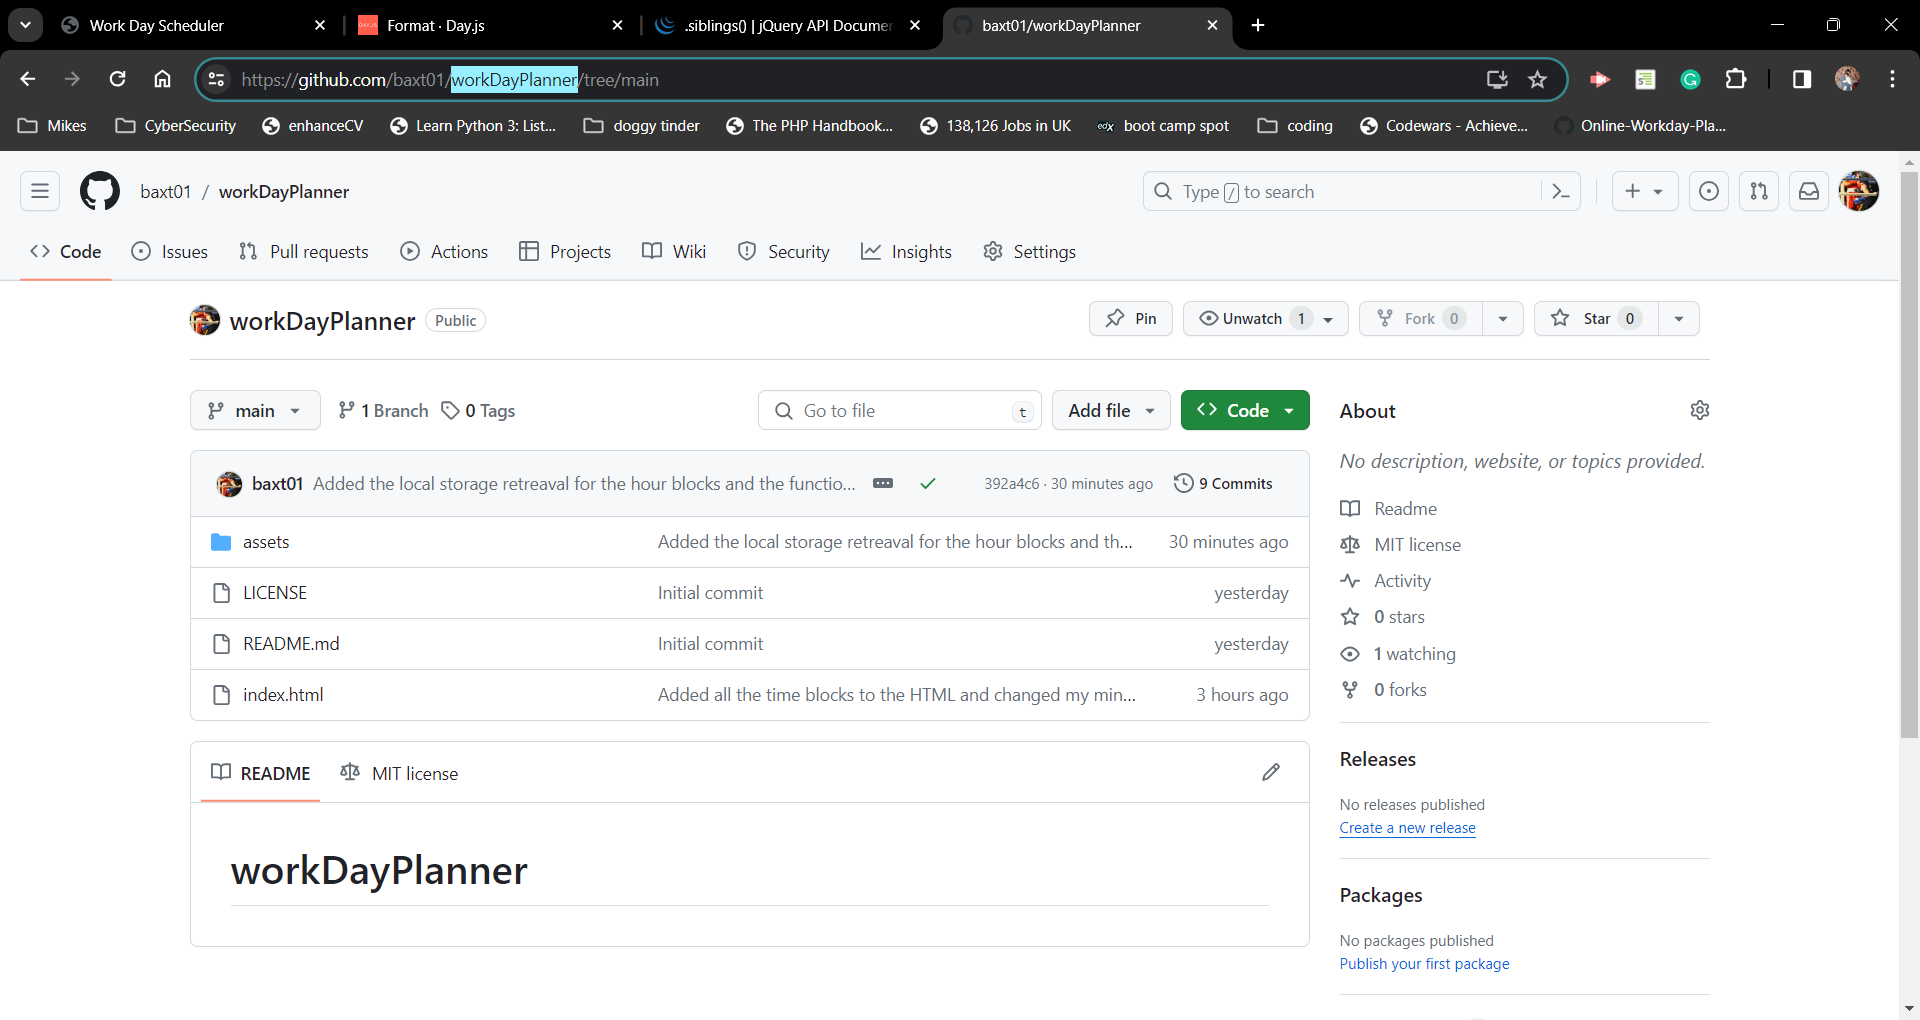 Work Day Scheduler
Format · Day.js
.siblings() | jQuery API Documen
baxt01/workDayPlanner
https://github.com/baxt01/workDayPlanner/tree/main
Mikes
CyberSecurity
enhanceCV
Learn Python 3: List...
doggy tinder
The PHP Handbook...
138,126 Jobs in UK
edX boot camp spot
coding
Codewars - Achieve...
Online-Workday-Pla...
baxt01 / workDayPlanner
Type / to search
Code
Issues
Pull requests
Actions
Projects
Wiki
Security
Insights
Settings
workDayPlanner Public
Pin
Unwatch 1
Fork 0
Star 0
main
1 Branch
0 Tags
Go to file t
Add file
Code
baxt01 Added the local storage retreaval for the hour blocks and the functio... 392a4c6 · 30 minutes ago 9 Commits
assets Added the local storage retreaval for the hour blocks and th... 30 minutes ago
LICENSE Initial commit yesterday
README.md Initial commit yesterday
index.html Added all the time blocks to the HTML and changed my min... 3 hours ago
README
MIT license
workDayPlanner
About
No description, website, or topics provided.
Readme
MIT license
Activity
0 stars
1 watching
0 forks
Releases
No releases published
Create a new release
Packages
No packages published
Publish your first package